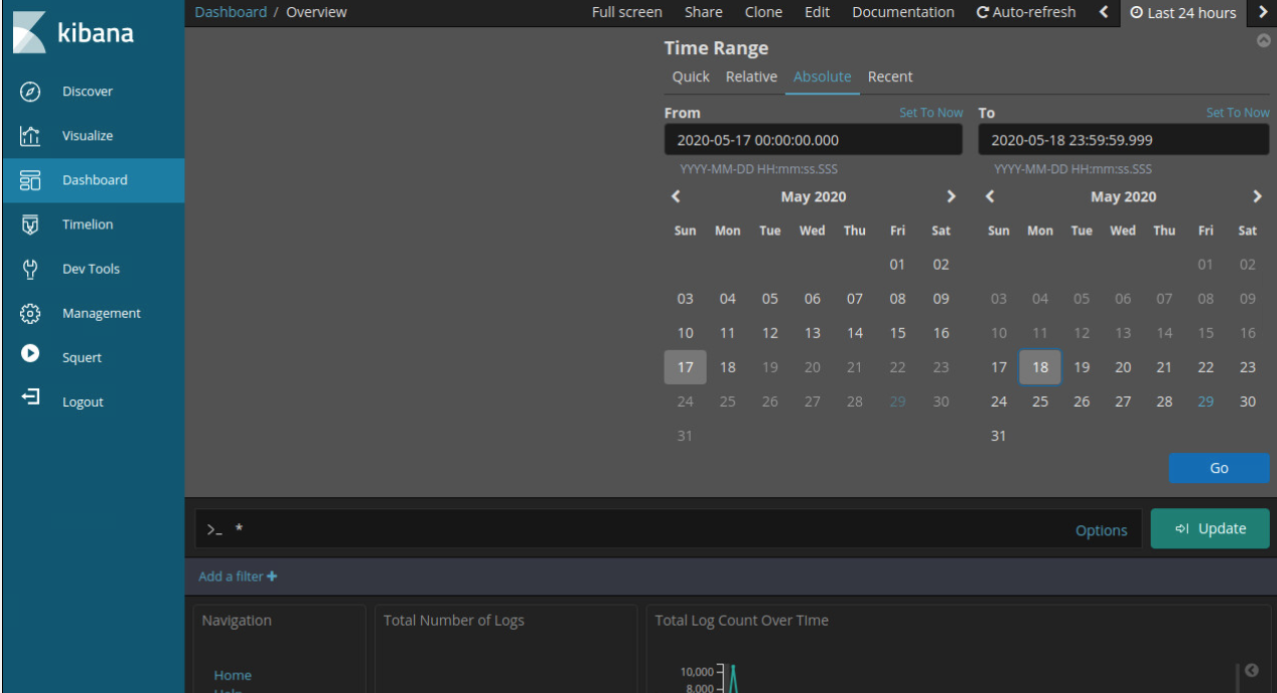 kibana
Discover
Visualize
Dashboard
Timelion
Dev Tools
Management
Squert
Logout
Dashboard / Overview
Full screen Share Clone Edit Documentation Auto-refresh Last 24 hours
Time Range
Quick Relative Absolute Recent
From Set To Now To Set To Now
2020-05-17 00:00:00.000 2020-05-18 23:59:59.999
YYYY-MM-DD HH:mm:ss.SSS YYYY-MM-DD HH:mm:ss.SSS
May 2020 May 2020
Sun Mon Tue Wed Thu Fri Sat Sun Mon Tue Wed Thu Fri Sat
01 02 01 02
03 04 05 06 07 08 09 03 04 05 06 07 08 09
10 11 12 13 14 15 16 10 11 12 13 14 15 16
17 18 19 20 21 22 23 17 18 19 20 21 22 23
24 25 26 27 28 29 30 24 25 26 27 28 29 30
31 31
Go
>_ * Options Update
Add a filter +
Navigation Total Number of Logs Total Log Count Over TIme
Home
Help
10,000
8,000